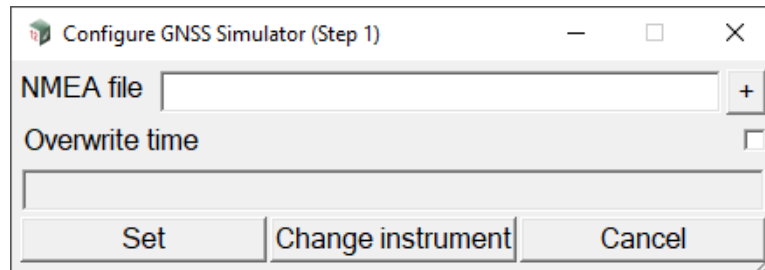 Configure GNSS Simulator (Step 1)
NMEA file +
Overwrite time
Set Change instrument Cancel